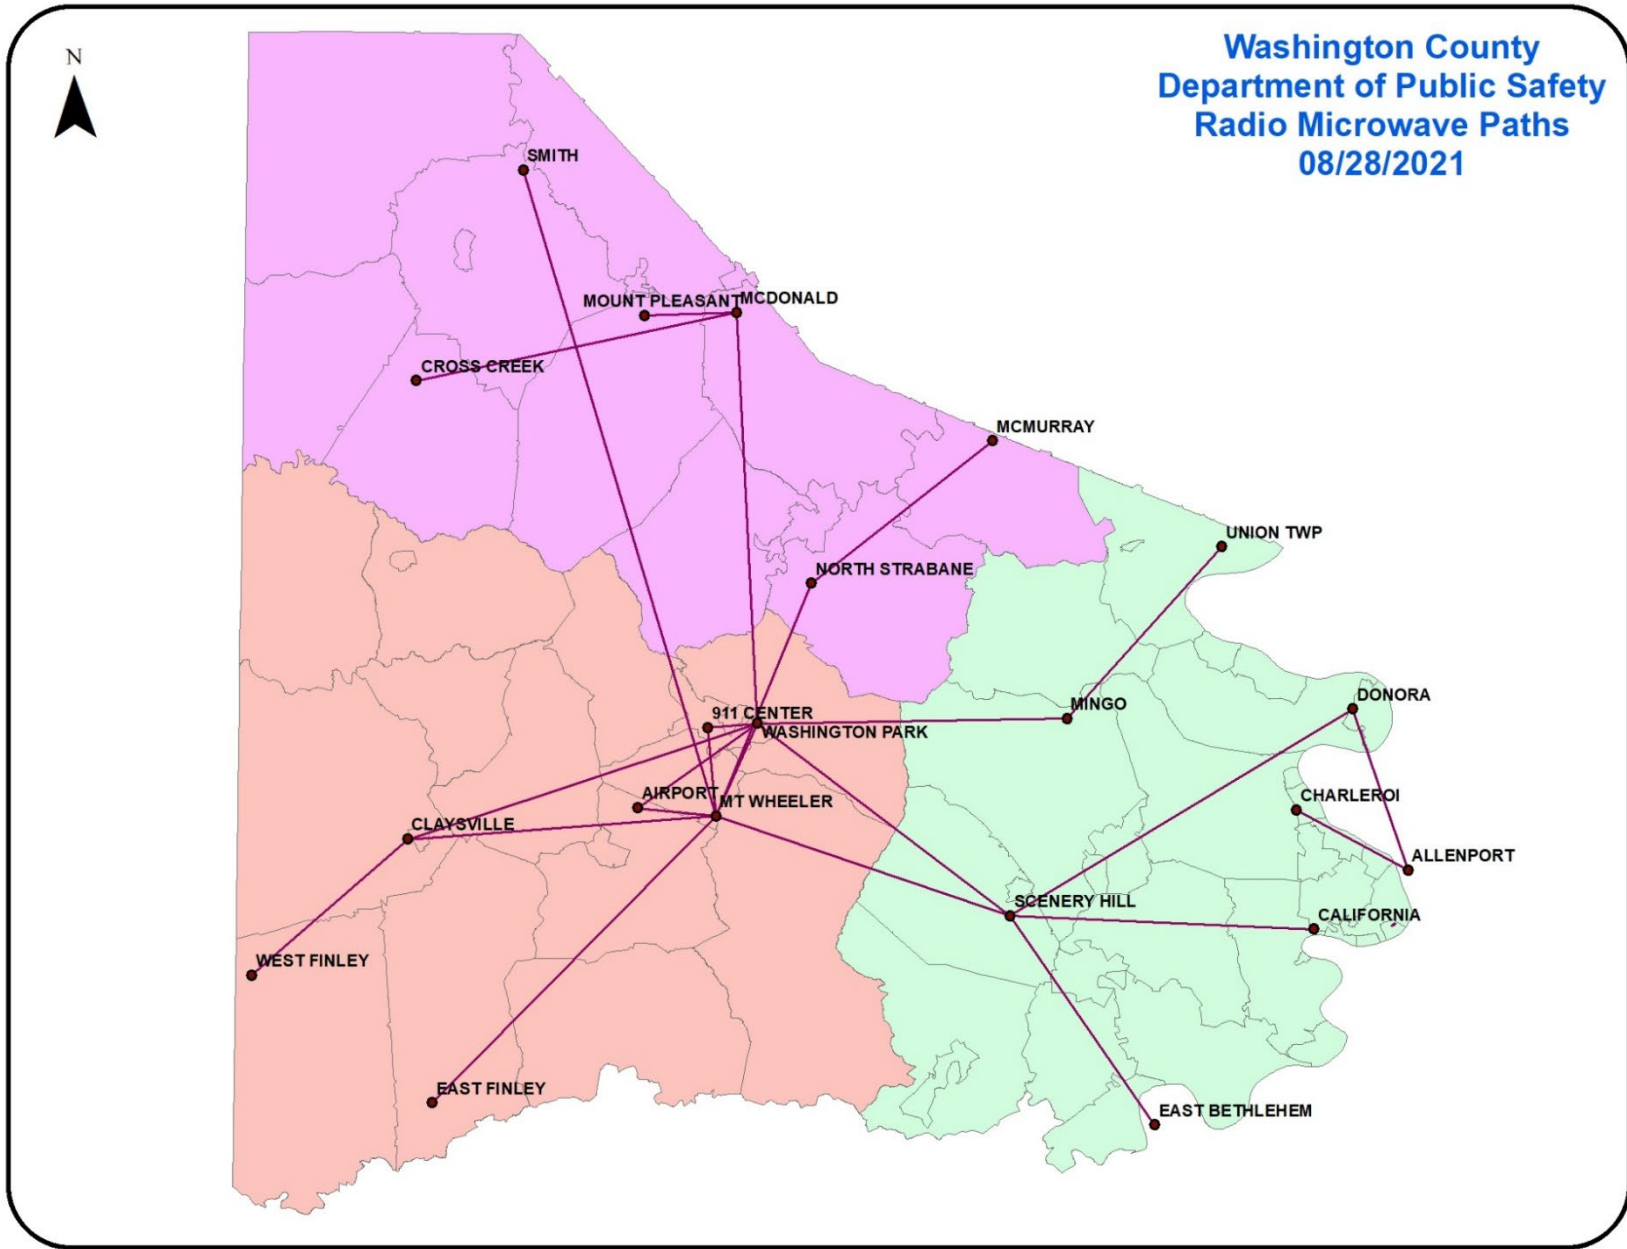 N
Washington County
Department of Public Safety
Radio Microwave Paths
08/28/2021
SMITH
MOUNT PLEASANT
MCDONALD
CROSS CREEK
MCMURRAY
UNION TWP
NORTH STRABANE
DONORA
MINGO
911 CENTER
WASHINGTON PARK
AIRPORT
MT WHEELER
CHARLEROI
CLAYSVILLE
ALLENPORT
SCENERY HILL
CALIFORNIA
WEST FINLEY
EAST FINLEY
EAST BETHLEHEM